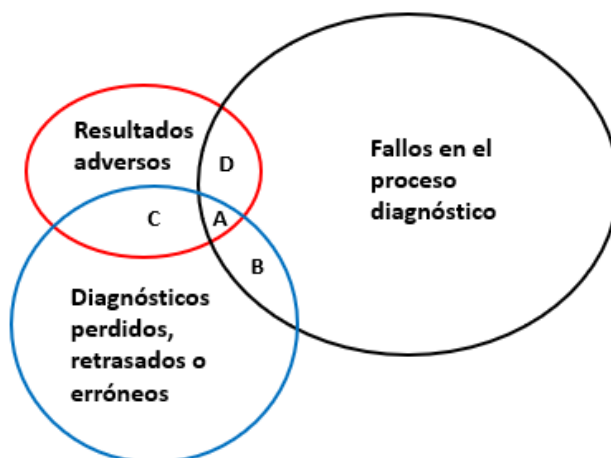 Resultados
adversos
D
Fallos en el
proceso
diagnóstico
C
A
B
Diagnósticos
perdidos,
retrasados o
erróneos